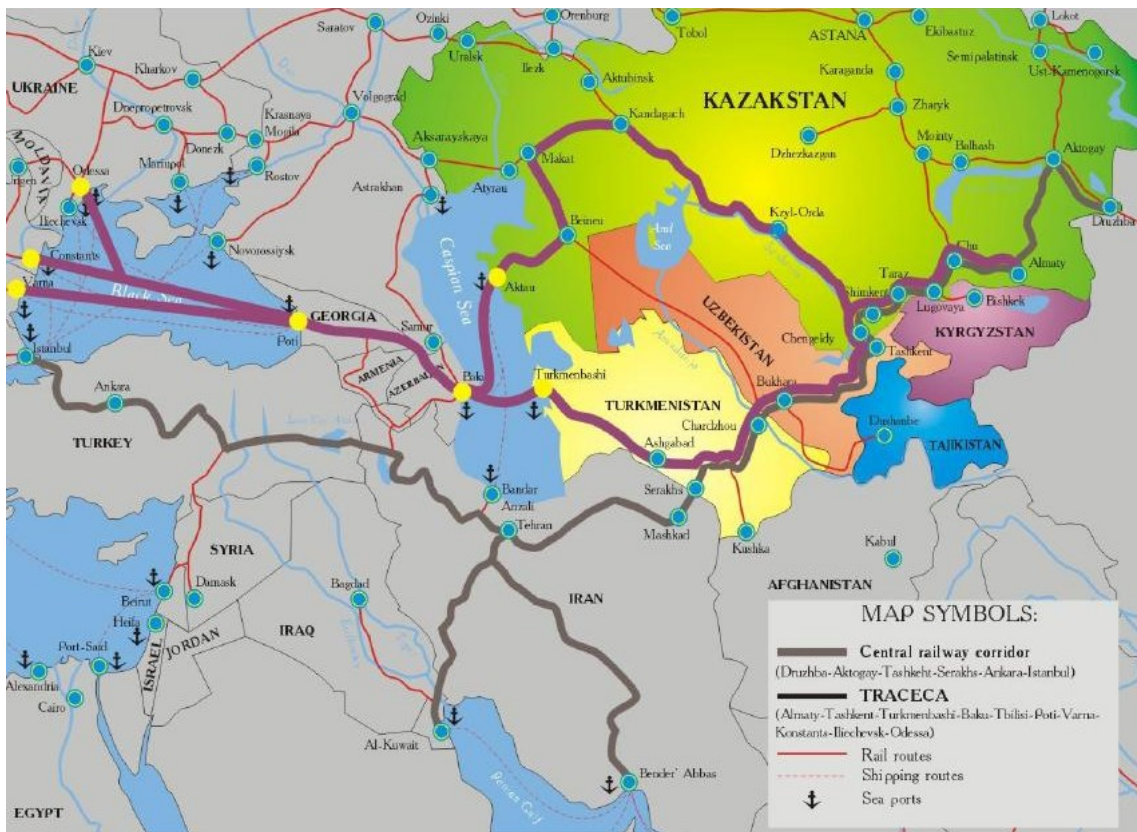 Saratov
Ozinki
Orenburg
Tobol
ASTANA
Ekibastuz
Lokot
Uralsk
Ilezk
Semipalatinsk
Kiev
Kharkov
Aktubinsk
Karaganda
Ust-Kamenogorsk
UKRAINE
Volgograd
KAZAKSTAN
Dnepropetrovsk
Krasnaya
Mogila
Kandagach
Zharyk
Donezk
Aksarayskaya
Makat
Dzhezkazgan
Mointy
Balhash
Aktogay
MOLDAVIA
Odessa
Mariupol
Rostov
Astrakhan
Atyrau
Iliechevsk
Beineu
Aral
Sea
Kzyl-Orda
Druzhba
Novorossiysk
Caspian Sea
Chu
Constants
Aktau
Taraz
Almaty
Varna
Black Sea
Shimkent
Lugovaya
Bishkek
GEORGIA
UZBEKISTAN
KYRGYZSTAN
Poti
Samur
Chengeldy
Istanbul
Tashkent
ARMENIA
AZERBAIJAN
Ankara
Baku
Turkmenbashi
Bukhara
TURKMENISTAN
Chardzhou
Dushanbe
TURKEY
Ashgabad
TAJIKISTAN
Serakhs
Bandar
Anzali
Tehran
Mashkad
Kushka
SYRIA
Kabul
Damask
Bagdad
AFGHANISTAN
Beirut
IRAN
Heifa
IRAQ
JORDAN
Port-Said
ISRAEL
Alexandria
Cairo
Al-Kuwait
Bender' Abbas
EGYPT
MAP SYMBOLS:
Central railway corridor
(Druzhba-Aktogay-Tashkeht-Serakhs-Ankara-Istanbul)
TRACECA
(Almaty-Tashkent-Turkmenbashi-Baku-Tbilisi-Poti-Varna-
Konstants-Iliechevsk-Odessa)
Rail routes
Shipping routes
Sea ports